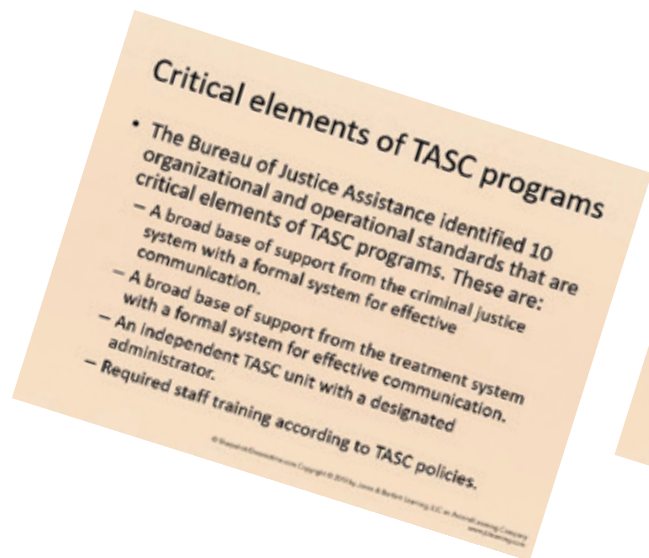 Critical elements of TASC programs
• The Bureau of Justice Assistance identified 10
organizational and operational standards that are
critical elements of TASC programs. These are:
– A broad base of support from the criminal justice
system with a formal system for effective
communication.
– A broad base of support from the treatment system
with a formal system for effective communication.
– An independent TASC unit with a designated
administrator.
– Required staff training according to TASC policies.